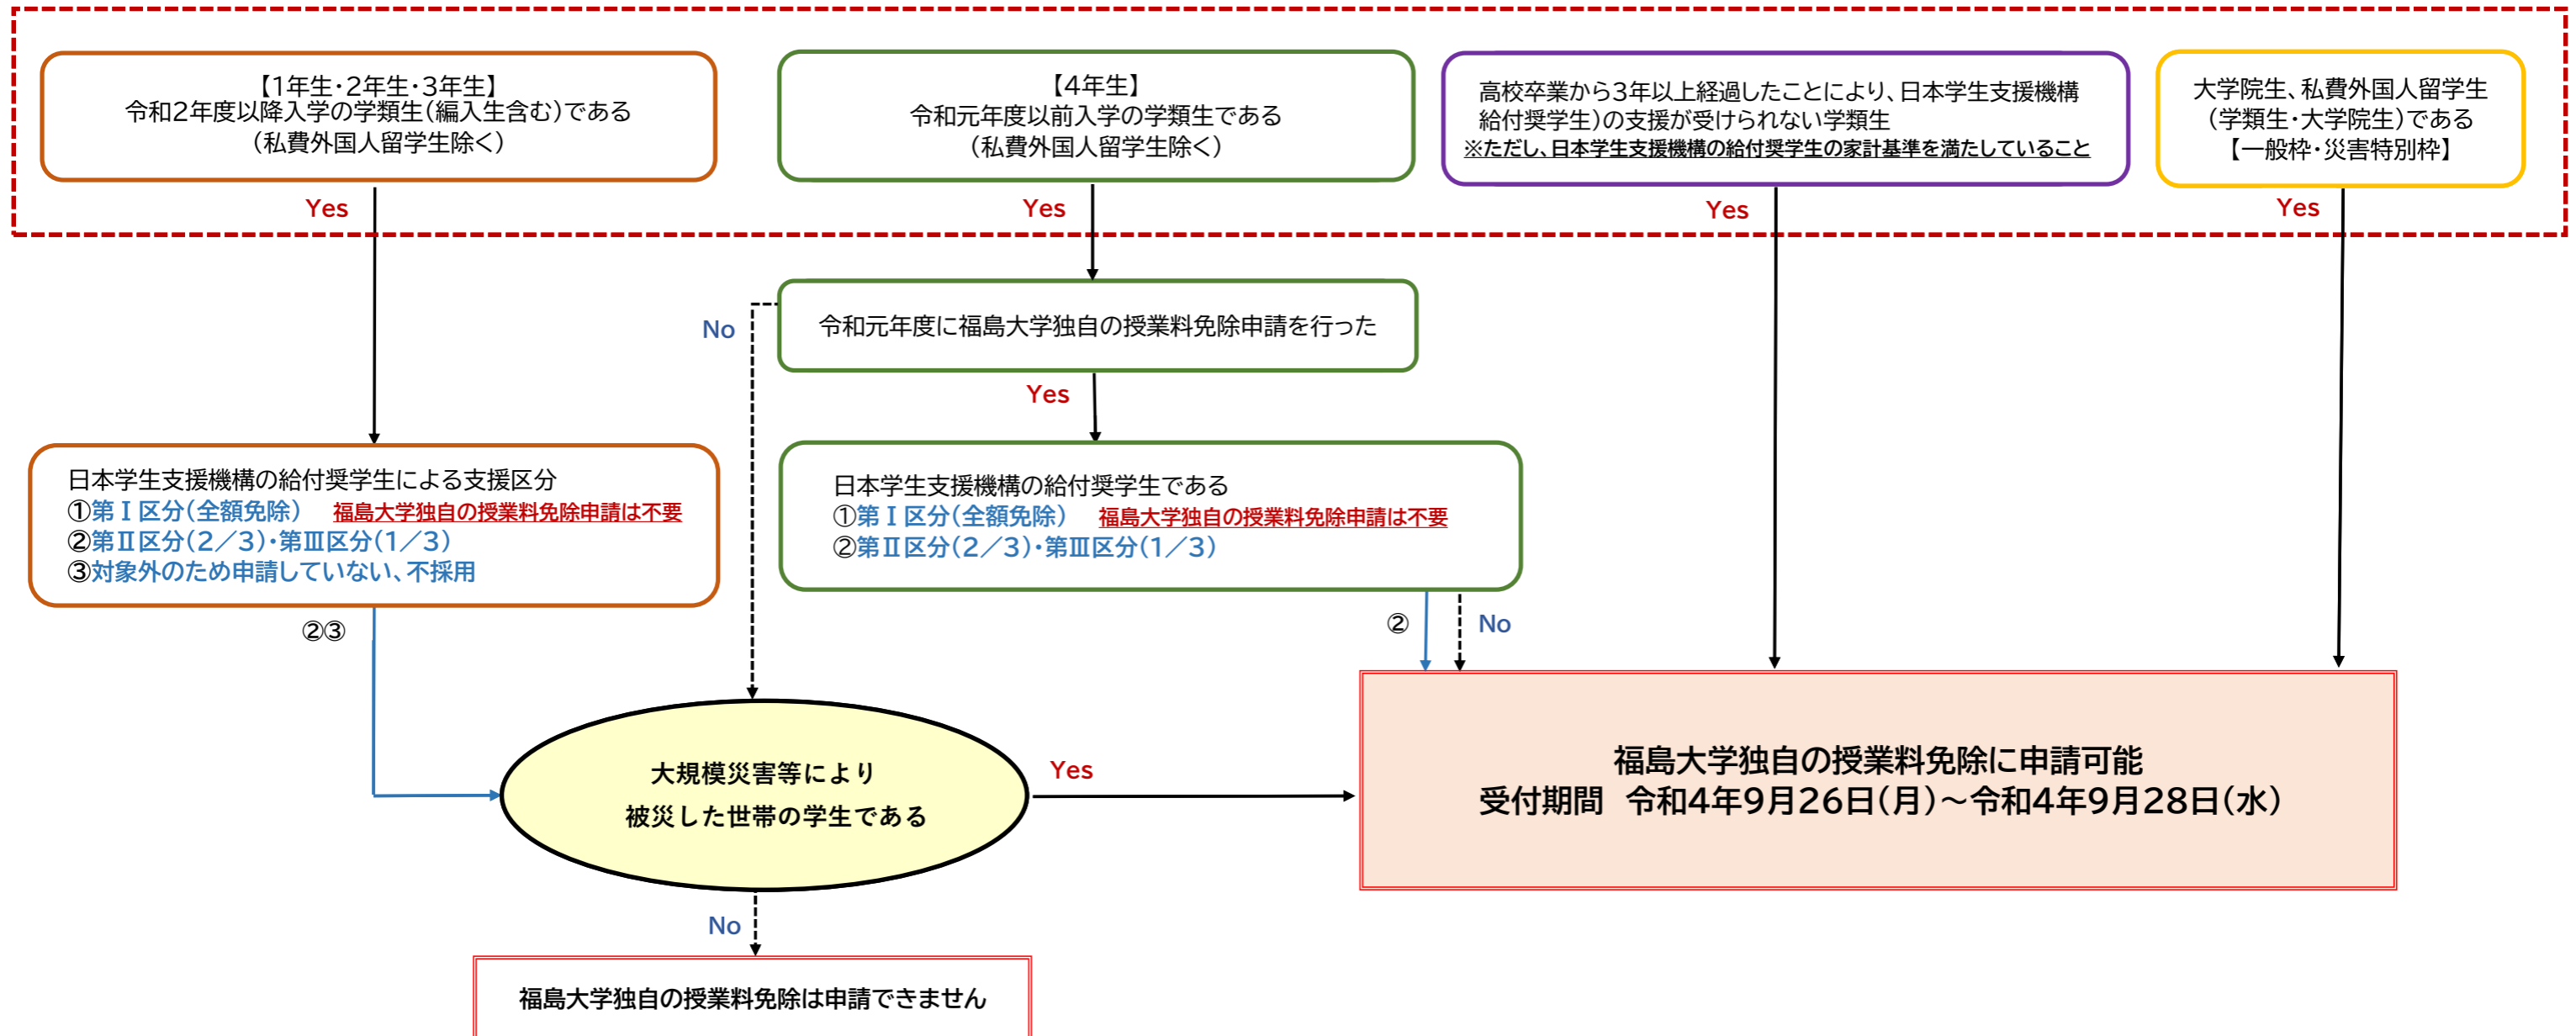 【1年生・2年生・3年生】
令和2年度以降入学の学類生(編入生含む)である
(私費外国人留学生除く)
【4年生】
令和元年度以前入学の学類生である
(私費外国人留学生除く)
高校卒業から3年以上経過したことにより、日本学生支援機構
給付奨学生)の支援が受けられない学類生
※ただし、日本学生支援機構の給付奨学生の家計基準を満たしていること
大学院生、私費外国人留学生
(学類生・大学院生)である
【一般枠・災害特別枠】
Yes
Yes
Yes
Yes
No
令和元年度に福島大学独自の授業料免除申請を行った
Yes
日本学生支援機構の給付奨学生による支援区分
①第Ⅰ区分(全額免除) 福島大学独自の授業料免除申請は不要
②第Ⅱ区分(2/3)・第Ⅲ区分(1/3)
③対象外のため申請していない、不採用
日本学生支援機構の給付奨学生である
①第Ⅰ区分(全額免除) 福島大学独自の授業料免除申請は不要
②第Ⅱ区分(2/3)・第Ⅲ区分(1/3)
②③
②
No
大規模災害等により
被災した世帯の学生である
Yes
福島大学独自の授業料免除に申請可能
受付期間 令和4年9月26日(月)～令和4年9月28日(水)
No
福島大学独自の授業料免除は申請できません